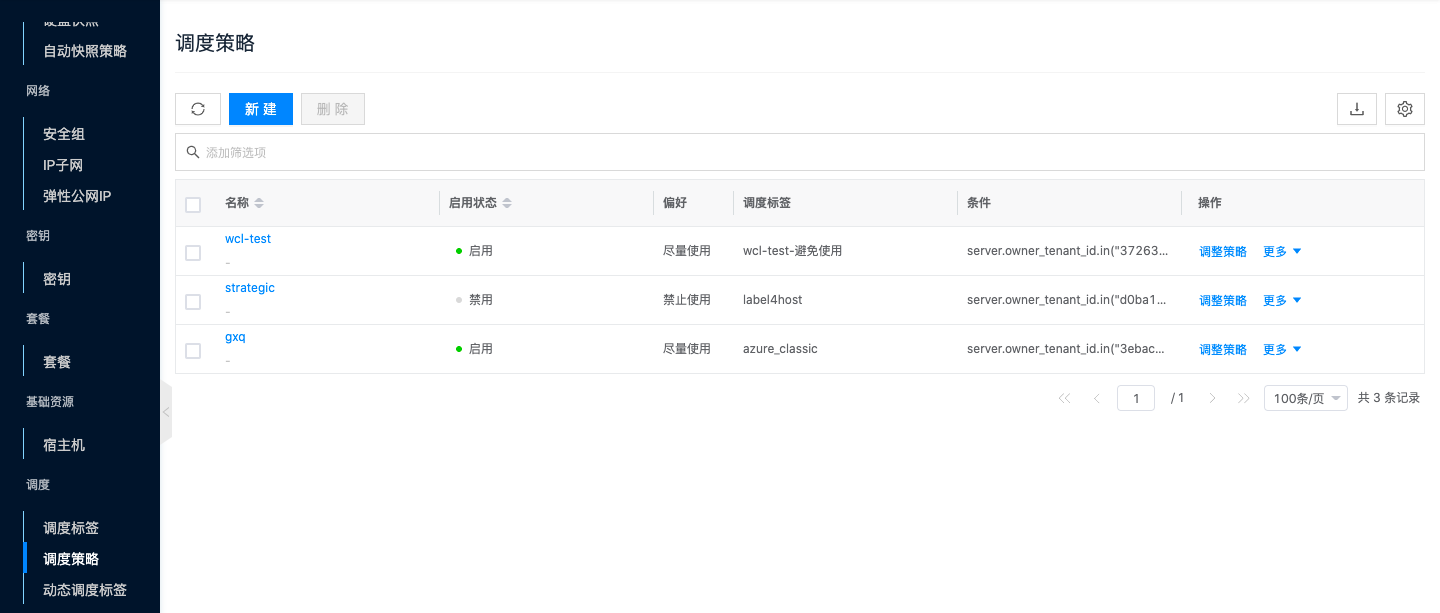 自动快照策略
网络
安全组
IP子网
弹性公网IP
密钥
密钥
套餐
套餐
基础资源
宿主机
调度
调度标签
调度策略
动态调度标签
调度策略
新建 删除
添加筛选项
名称 启用状态 偏好 调度标签 条件 操作
wcl-test
-
启用 尽量使用 wcl-test-避免使用 server.owner_tenant_id.in("37263... 调整策略 更多
strategic
-
禁用 禁止使用 label4host server.owner_tenant_id.in("d0ba1... 调整策略 更多
gxq
-
启用 尽量使用 azure_classic server.owner_tenant_id.in("3ebac... 调整策略 更多
1 / 1 100条/页 共 3 条记录